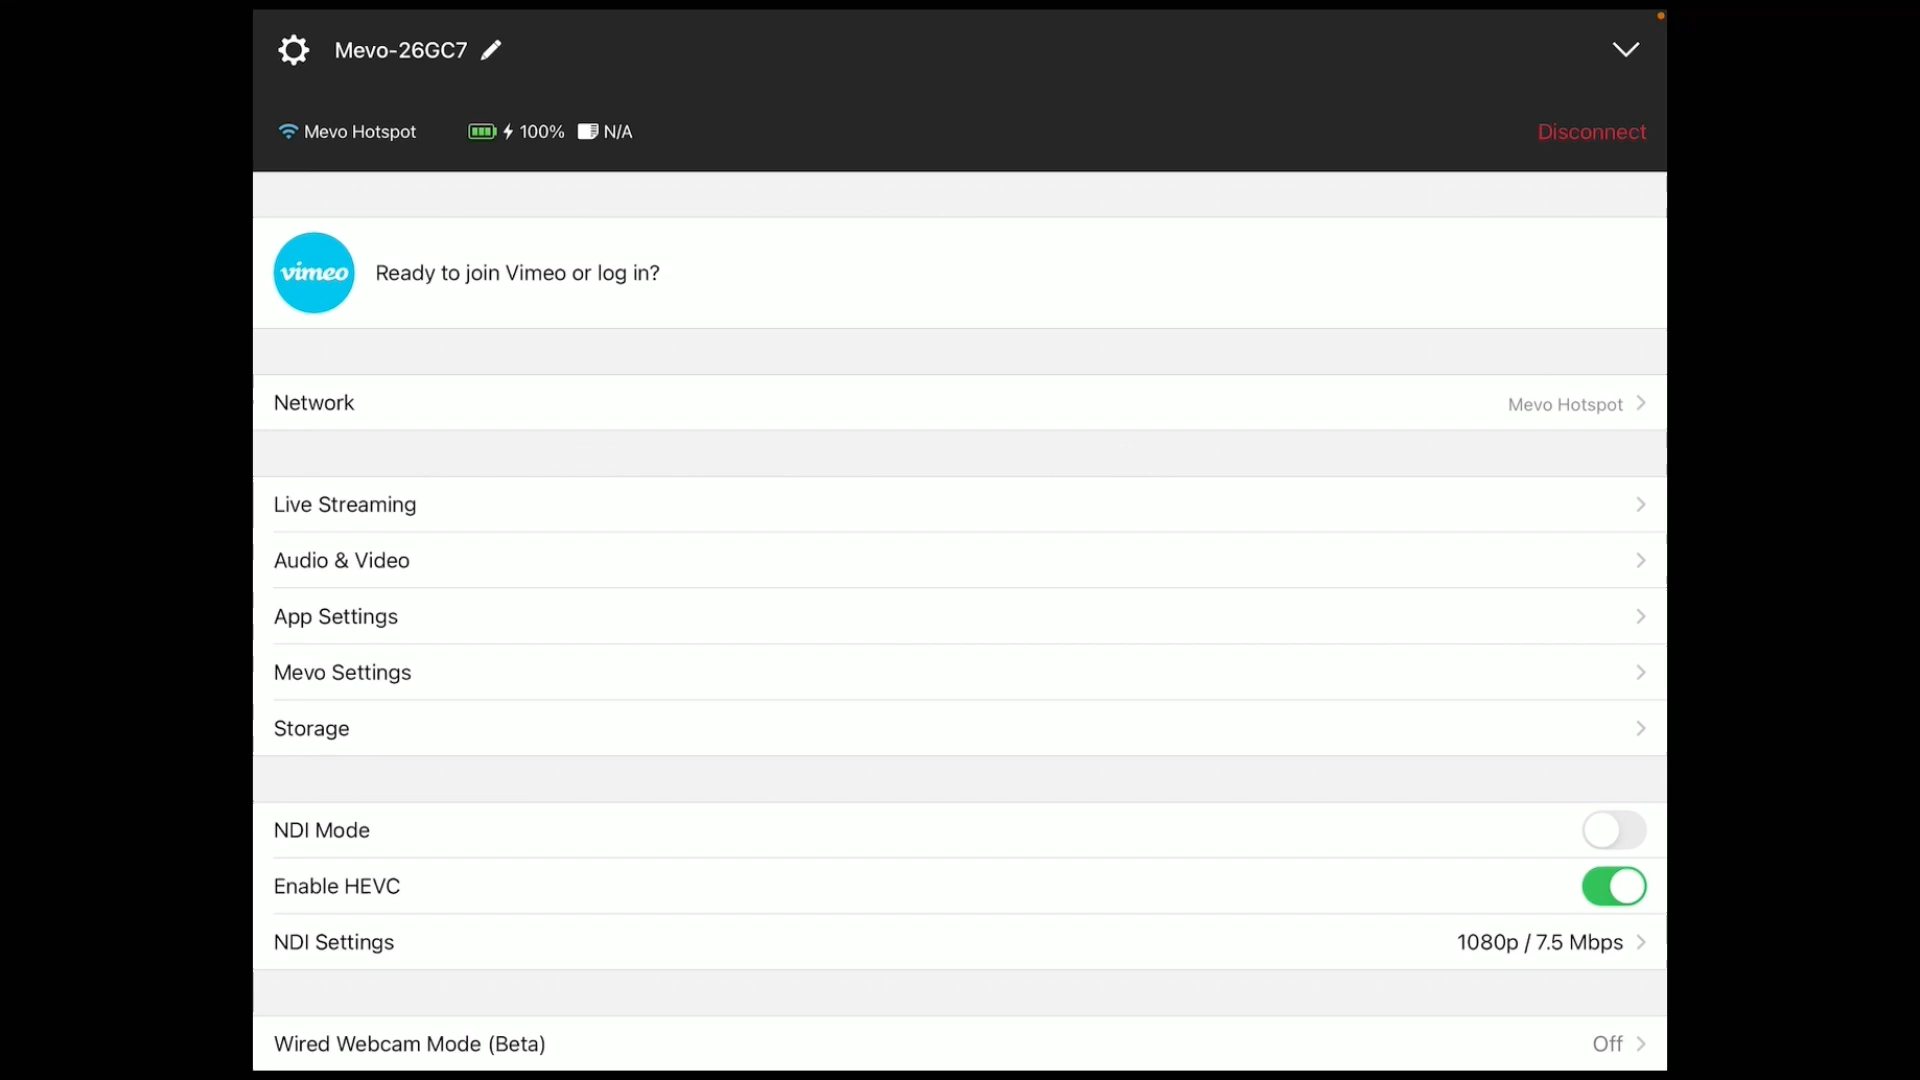 Mevo-26GC7
Mevo Hotspot 100% N/A Disconnect
vimeo Ready to join Vimeo or log in?
Network Mevo Hotspot
Live Streaming
Audio & Video
App Settings
Mevo Settings
Storage
NDI Mode
Enable HEVC
NDI Settings 1080p / 7.5 Mbps
Wired Webcam Mode (Beta) Off